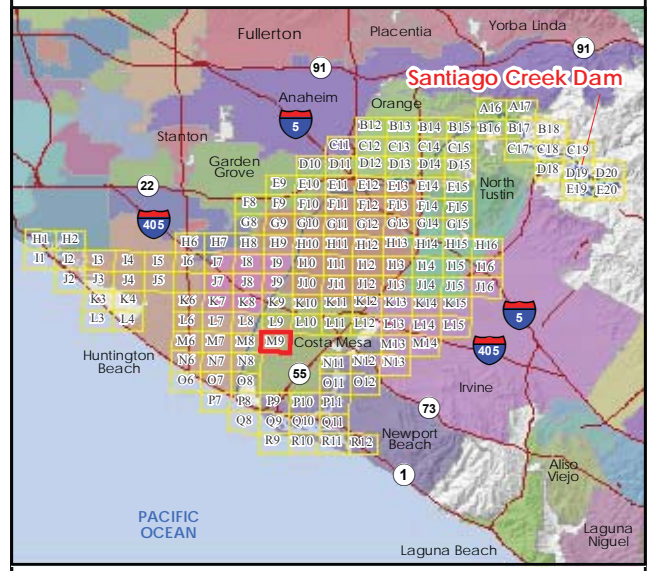 Fullerton
Placentia
Yorba Linda
91
91
Santiago Creek Dam
Anaheim
Orange
5
A16 A17
B12 B13 B14 B15 B16 B17 B18
Stanton
C11 C12 C13 C14 C15 C17 C18 C19
Garden
Grove
D10 D11 D12 D13 D14 D15 D18 D19 D20
22
E9 E10 E11 E12 E13 E14 E15 E19 E20
North
Tustin
F8 F9 F10 F11 F12 F13 F14 F15
405
G8 G9 G10 G11 G12 G13 G14 G15
H1 H2 H6 H7 H8 H9 H10 H11 H12 H13 H14 H15 H16
I1 I2 I3 I4 I5 I6 I7 I8 I9 I10 I11 I12 I13 I14 I15 I16
J2 J3 J4 J5 J7 J8 J9 J10 J11 J12 J13 J14 J15 J16
K3 K4 K6 K7 K8 K9 K10 K11 K12 K13 K14 K15
5
L3 L4 L6 L7 L8 L9 L10 L11 L12 L13 L14 L15
M6 M7 M8 M9 Costa Mesa M13 M14
405
Huntington
Beach
N6 N7 N8 N11 N12 N13
55
O6 O7 O8 O11 O12
Irvine
P7 P8 P9 P10 P11
73
Q8 Q9 Q10 Q11
Newport
Beach
R9 R10 R11 R12
1
Aliso
Viejo
PACIFIC
OCEAN
Laguna
Niguel
Laguna Beach